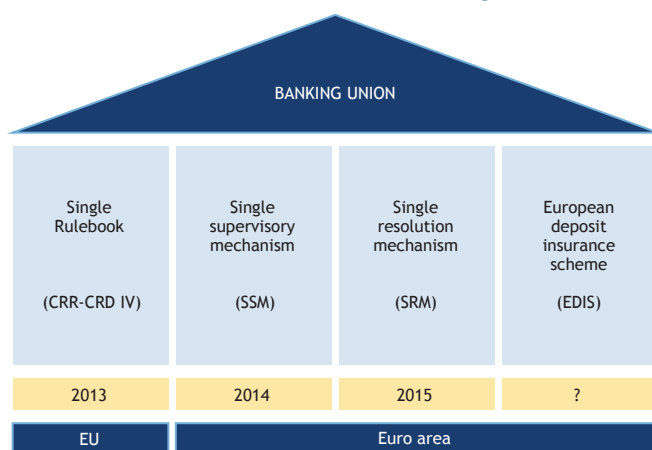 BANKING UNION
Single
Rulebook
(CRR-CRD IV)
Single
supervisory
mechanism
(SSM)
Single
resolution
mechanism
(SRM)
European
deposit
insurance
scheme
(EDIS)
2013
2014
2015
?
EU
Euro area